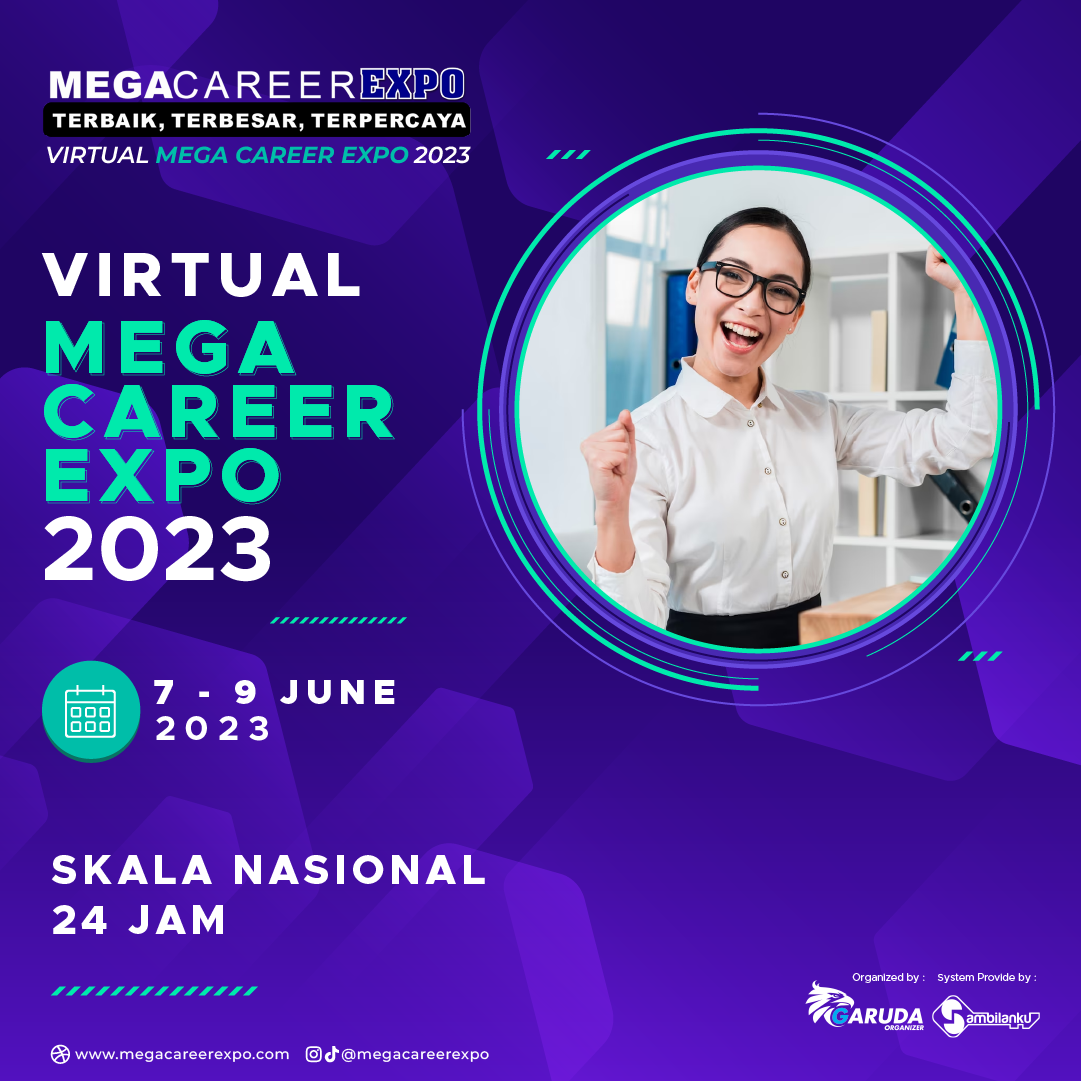 MEGACAREEREXPO
TERBAIK, TERBESAR, TERPERCAYA
VIRTUAL MEGA CAREER EXPO 2023
VIRTUAL
MEGA
CAREER
EXPO
2023
7 - 9 JUNE
2023
SKALA NASIONAL
24 JAM
Organized by :
GARUDA
ORGANIZER
System Provide by :
Sambilanku
www.megacareerexpo.com
@megacareerexpo